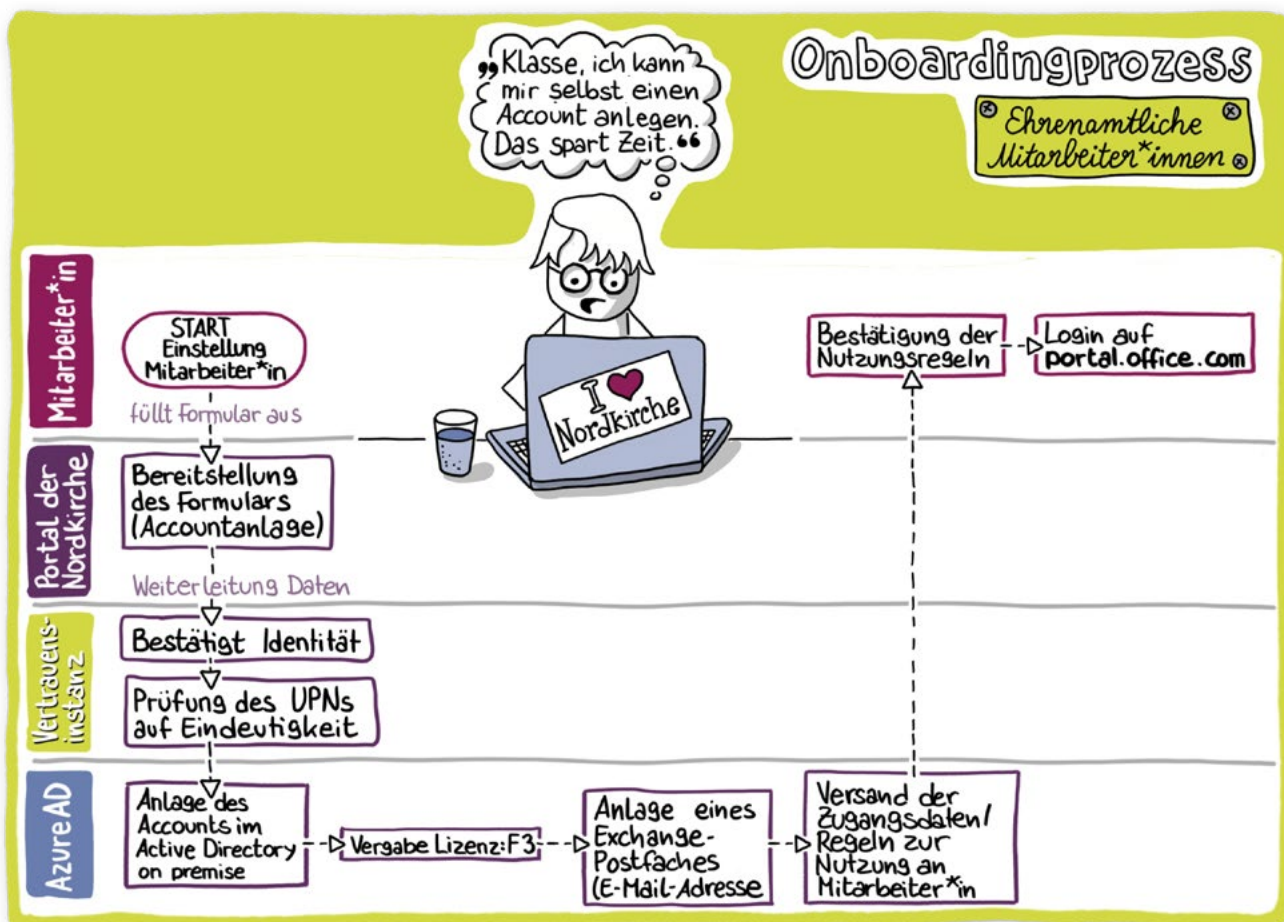 Onboardingprozess
Ehrenamtliche
Mitarbeiter*innen
„Klasse, ich kann
mir selbst einen
Account anlegen.
Das spart Zeit.“
Mitarbeiter*in
START
Einstellung
Mitarbeiter*in
füllt Formular aus
I
Nordkirche
Bestätigung der
Nutzungsregeln
Login auf
portal.office.com
Portal der
Nordkirche
Bereitstellung
des Formulars
(Accountanlage)
Weiterleitung Daten
Vertrauens-
instanz
Bestätigt Identität
Prüfung des UPNs
auf Eindeutigkeit
Azure AD
Anlage des
Accounts im
Active Directory
on premise
Vergabe Lizenz: F3
Anlage eines
Exchange-
Postfaches
(E-Mail-Adresse
Versand der
Zugangsdaten/
Regeln zur
Nutzung an
Mitarbeiter*in